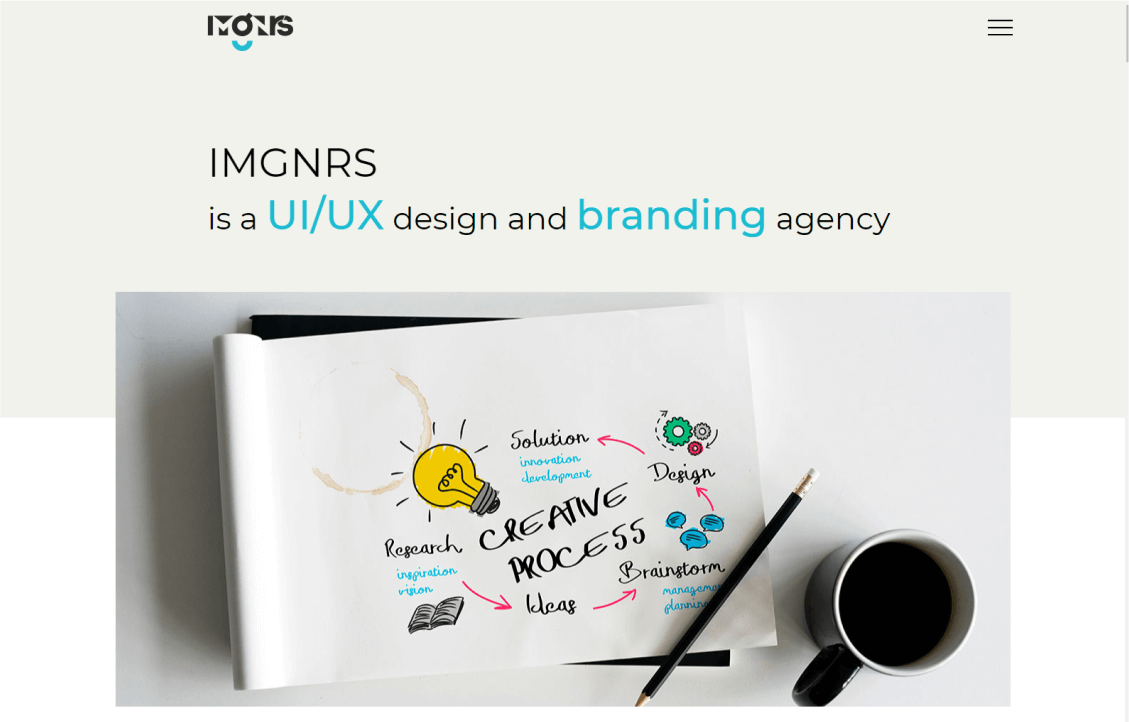 IMGNRS
IMGNRS
is a UI/UX design and branding agency
Solution
innovation
development
Design
CREATIVE
PROCESS
Research
inspiration
vision
Brainstorm
Ideas